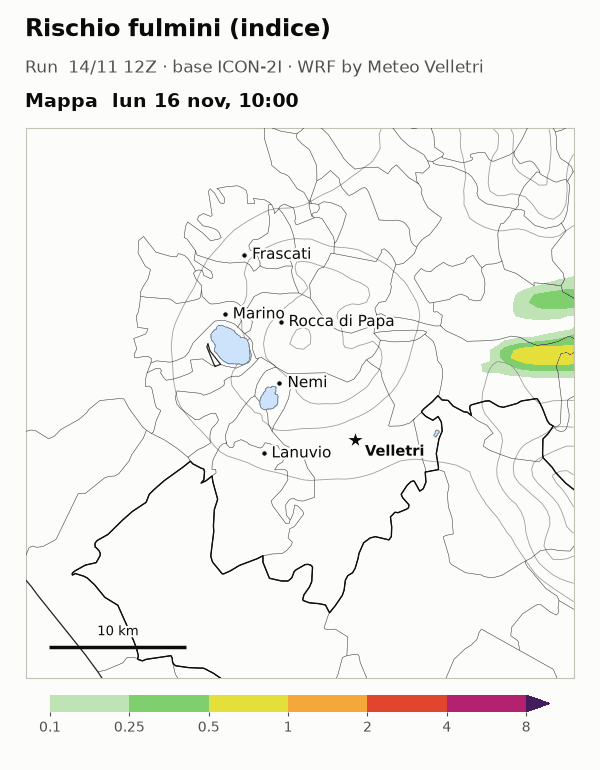 Rischio fulmini (indice)
Run  14/11 12Z · base ICON-2I · WRF by Meteo Velletri
Mappa  lun 16 nov, 10:00
Frascati
Marino
Rocca di Papa
Nemi
Velletri
Lanuvio
10 km
0.1 0.25 0.5 1 2 4 8